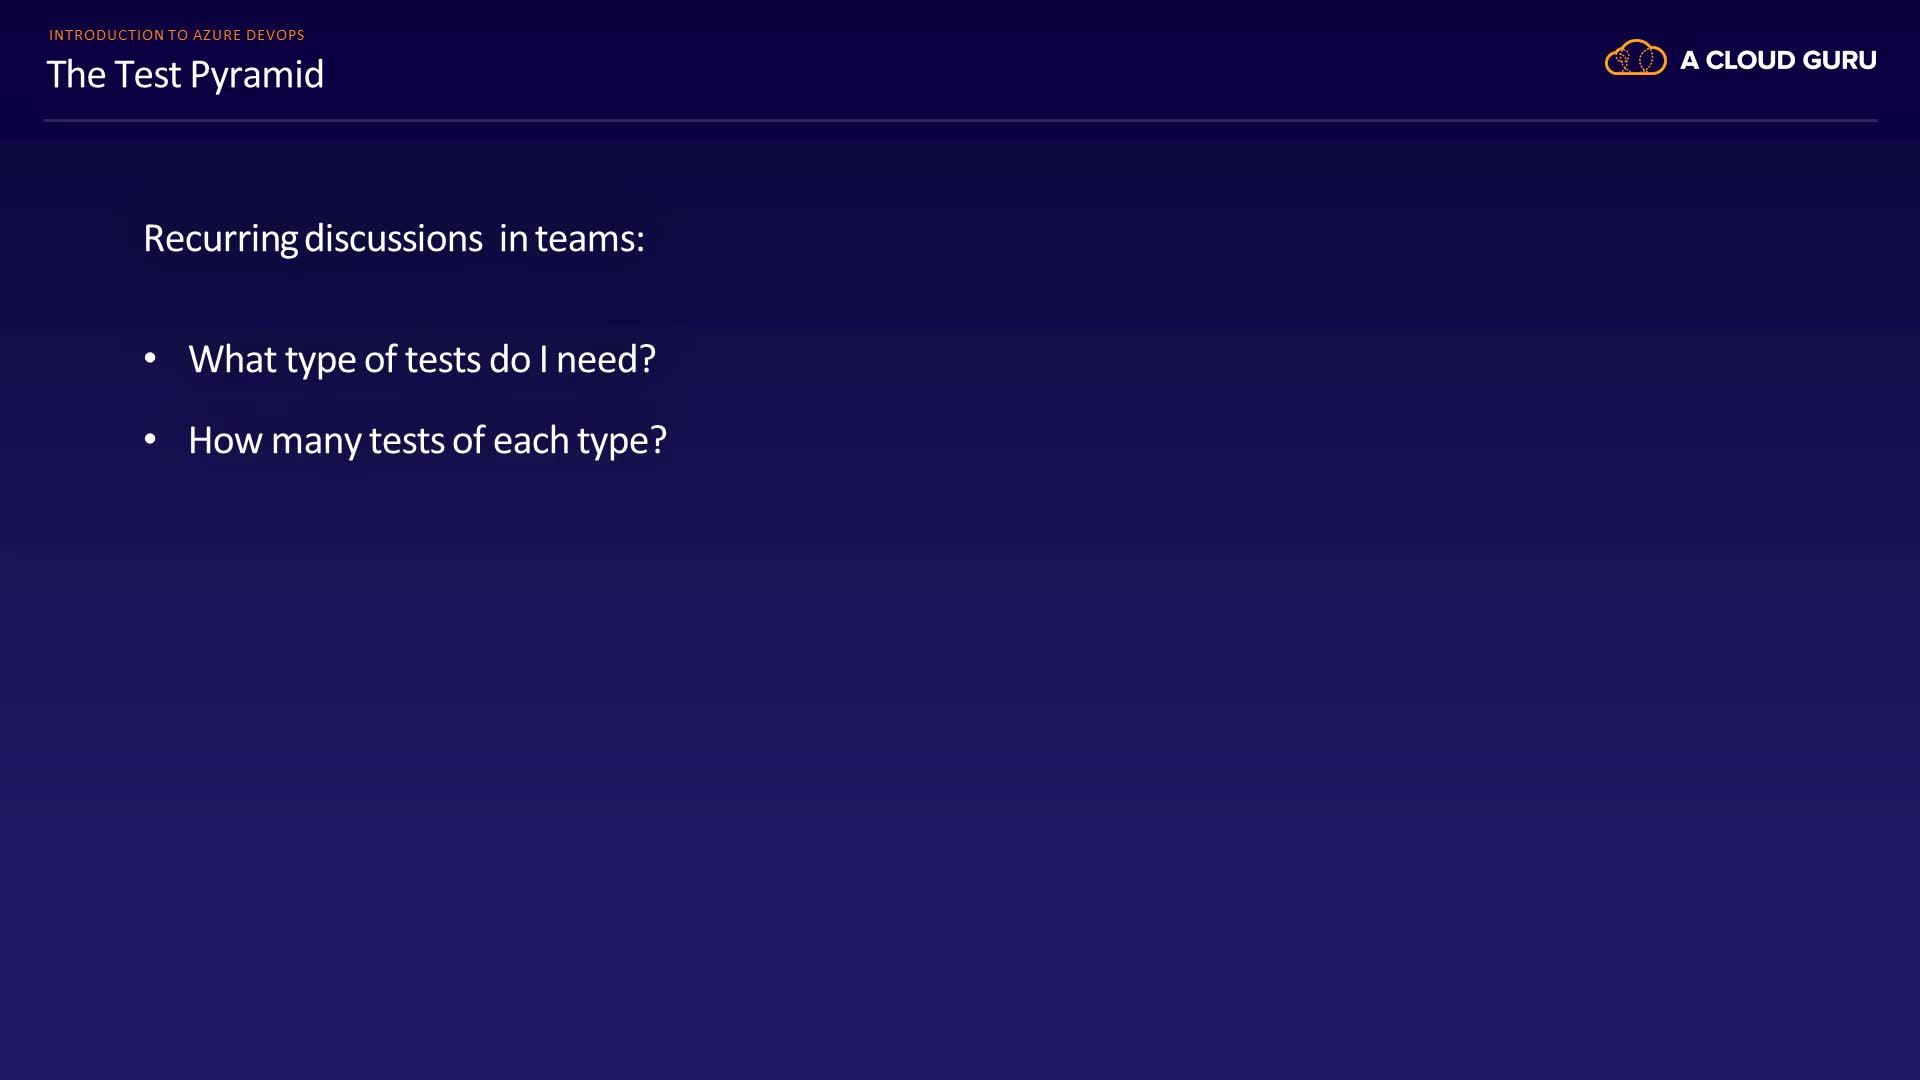 INTRODUCTION TO AZURE DEVOPS
The Test Pyramid
A CLOUD GURU
Recurring discussions in teams:
• What type of tests do I need?
• How many tests of each type?